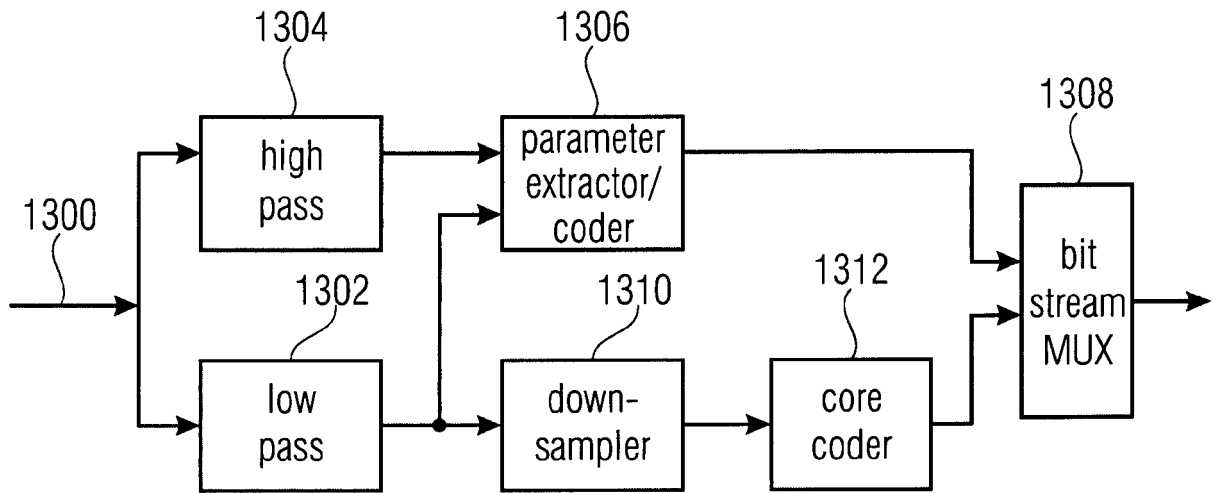 1304
1306
1308
high
pass
parameter
extractor/
coder
1300
1302
1310
1312
bit
stream
MUX
low
pass
down-
sampler
core
coder